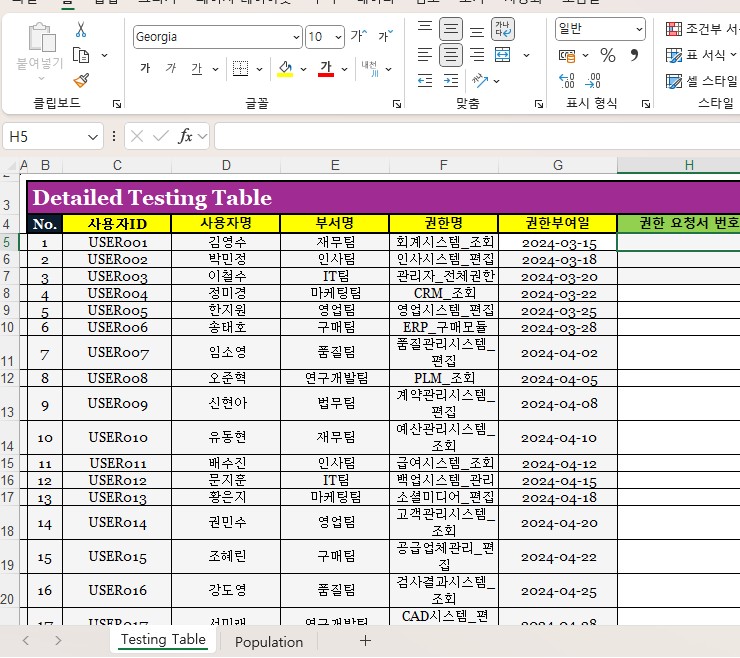 Georgia 10 가^ 가ˇ 가나다 일반 조건부 서
붙여넣기 가 가 가 가 내천 % 9 표 서식
셀 스타일
클립보드 글꼴 맞춤 표시 형식 스타일
H5 fx
A B C D E F G H
3 Detailed Testing Table
4 No. 사용자ID 사용자명 부서명 권한명 권한부여일 권한 요청서 번호
5 1 USER001 김영수 재무팀 회계시스템_조회 2024-03-15
6 2 USER002 박민정 인사팀 인사시스템_편집 2024-03-18
7 3 USER003 이철수 IT팀 관리자_전체권한 2024-03-20
8 4 USER004 정미경 마케팅팀 CRM_조회 2024-03-22
9 5 USER005 한지원 영업팀 영업시스템_편집 2024-03-25
10 6 USER006 송태호 구매팀 ERP_구매모듈 2024-03-28
11 7 USER007 임소영 품질팀 품질관리시스템_
편집 2024-04-02
12 8 USER008 오준혁 연구개발팀 PLM_조회 2024-04-05
13 9 USER009 신현아 법무팀 계약관리시스템_
편집 2024-04-08
14 10 USER010 유동현 재무팀 예산관리시스템_
조회 2024-04-10
15 11 USER011 배수진 인사팀 급여시스템_조회 2024-04-12
16 12 USER012 문지훈 IT팀 백업시스템_관리 2024-04-15
17 13 USER013 황은지 마케팅팀 소셜미디어_편집 2024-04-18
18 14 USER014 권민수 영업팀 고객관리시스템_
조회 2024-04-20
19 15 USER015 조혜린 구매팀 공급업체관리_편
집 2024-04-22
20 16 USER016 강도영 품질팀 검사결과시스템_
조회 2024-04-25
17 USER017 서미래 연구개발팀 CAD시스템_편 2024-04-28
Testing Table Population +